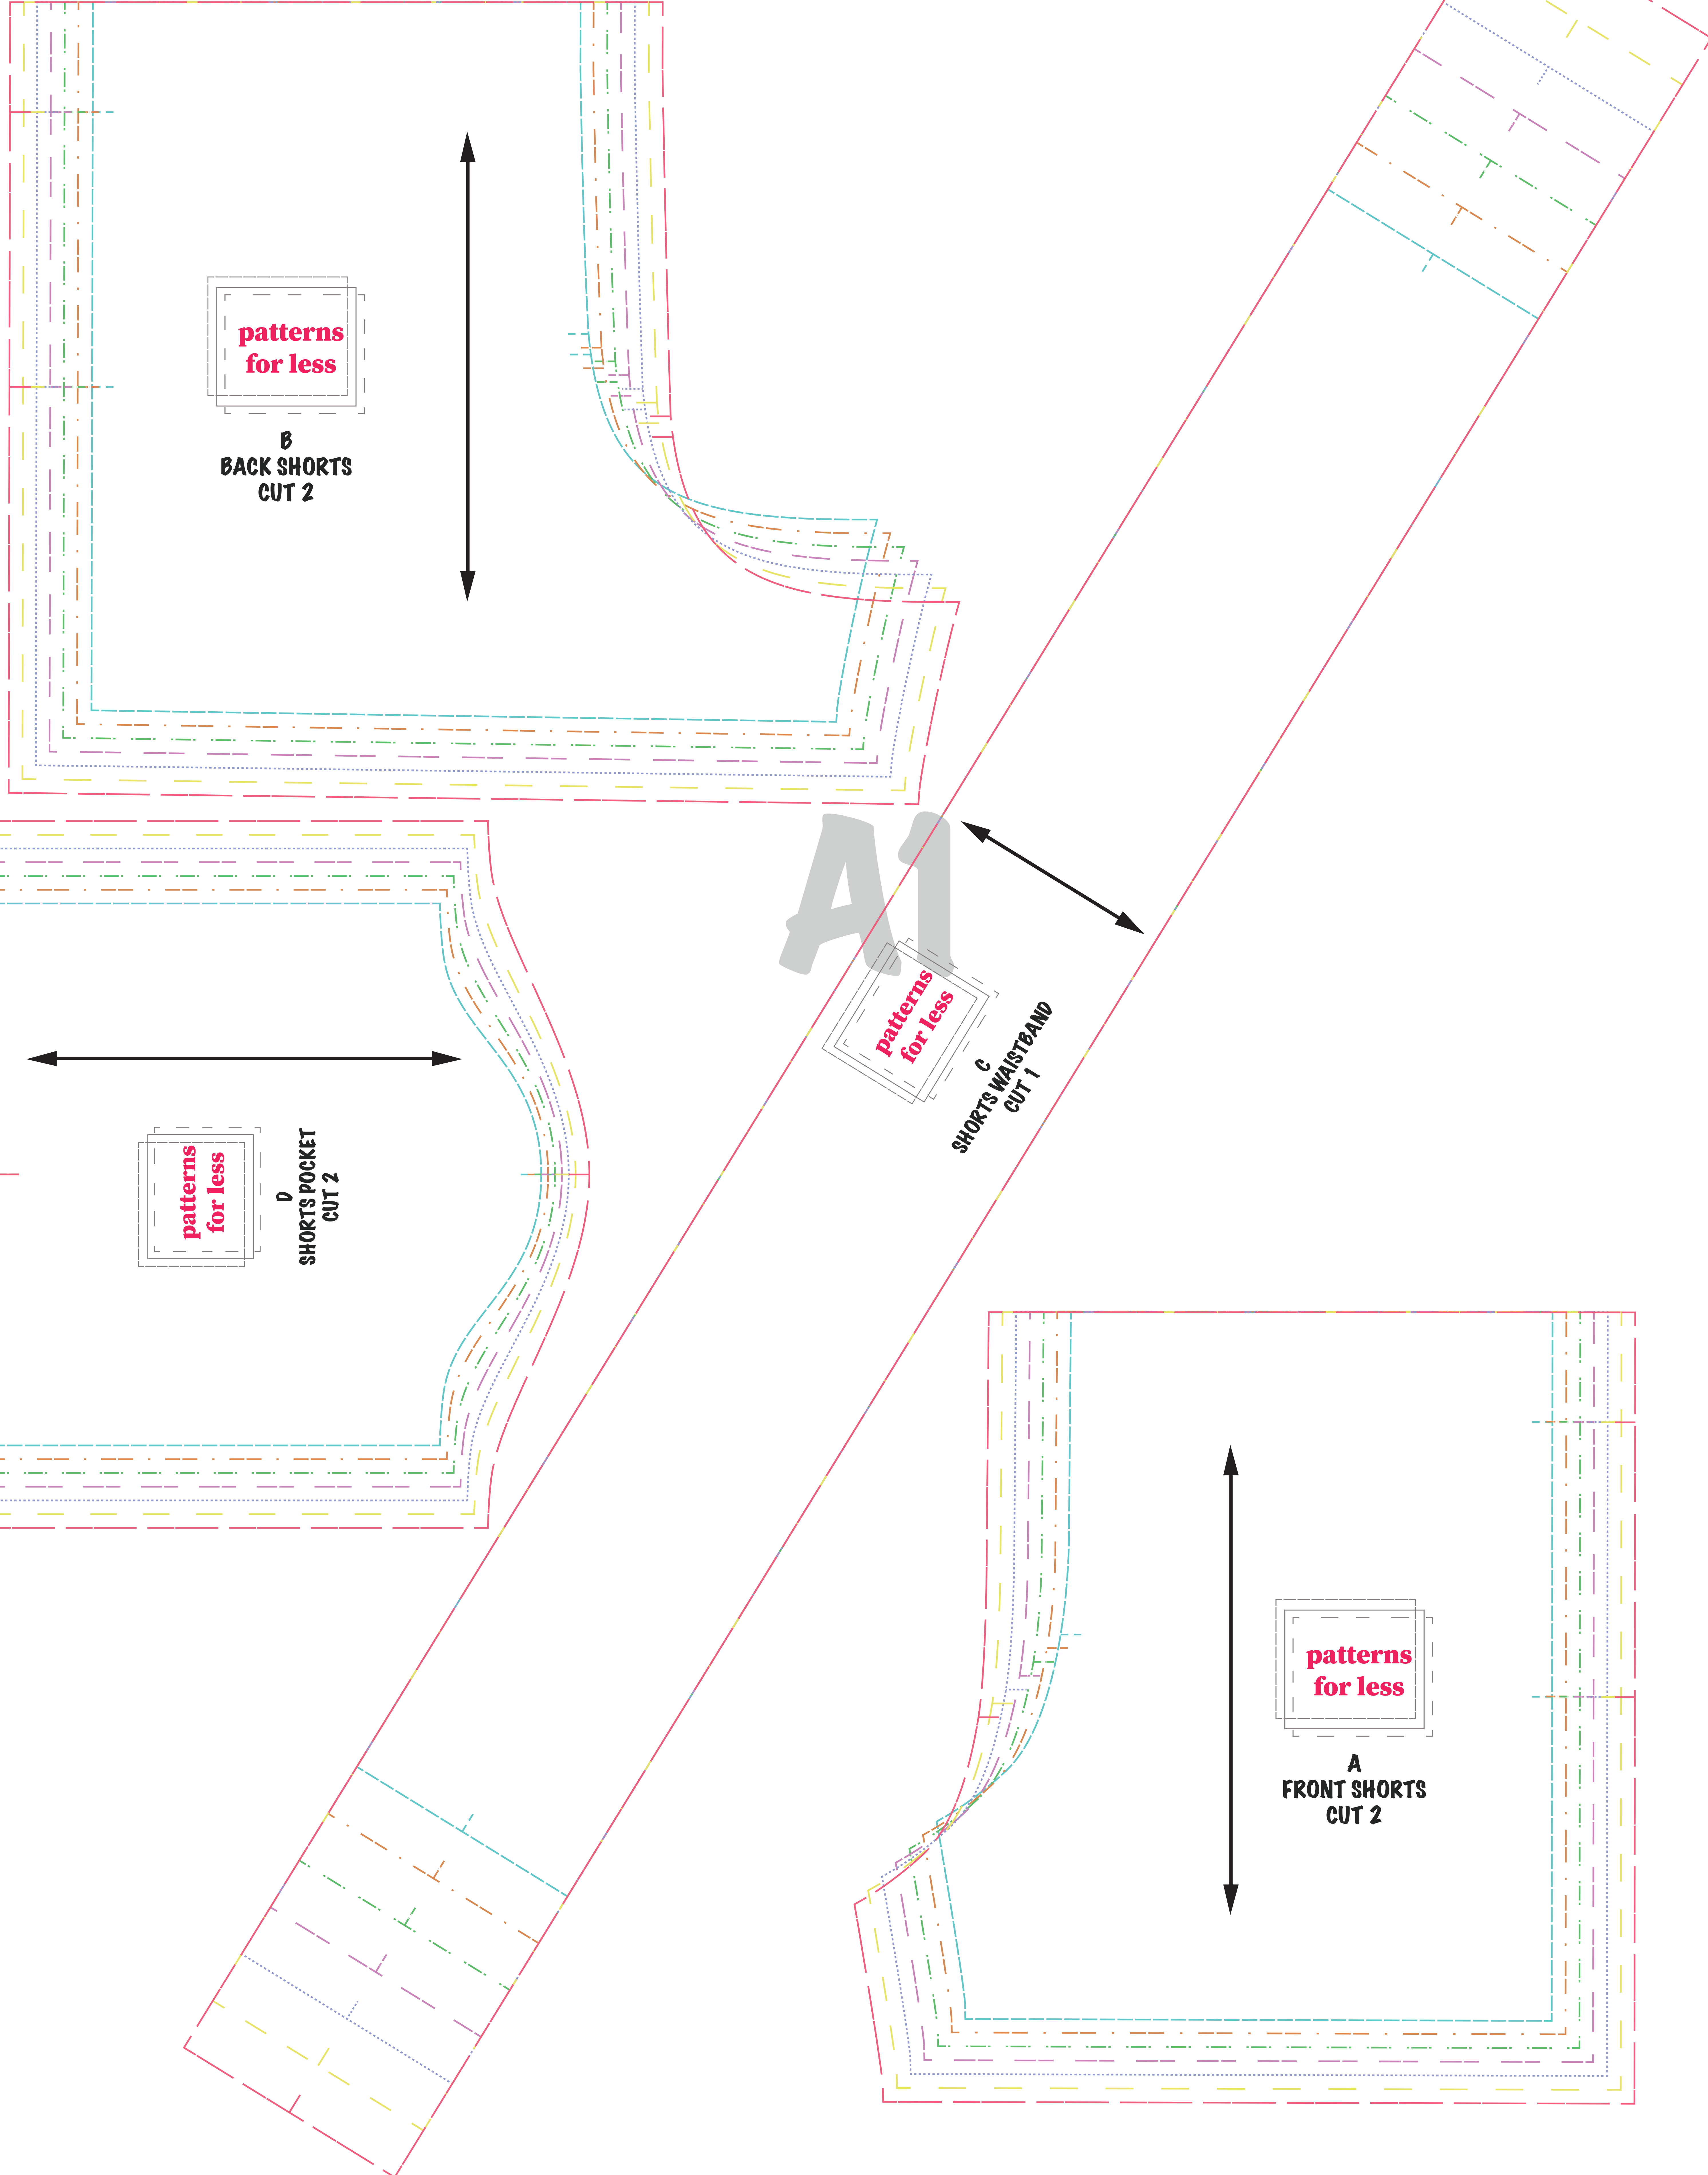 patterns
for less
B
BACK SHORTS
CUT 2
A1
patterns
for less
C
SHORTS WAISTBAND
CUT 1
patterns
for less
D
SHORTS POCKET
CUT 2
patterns
for less
A
FRONT SHORTS
CUT 2